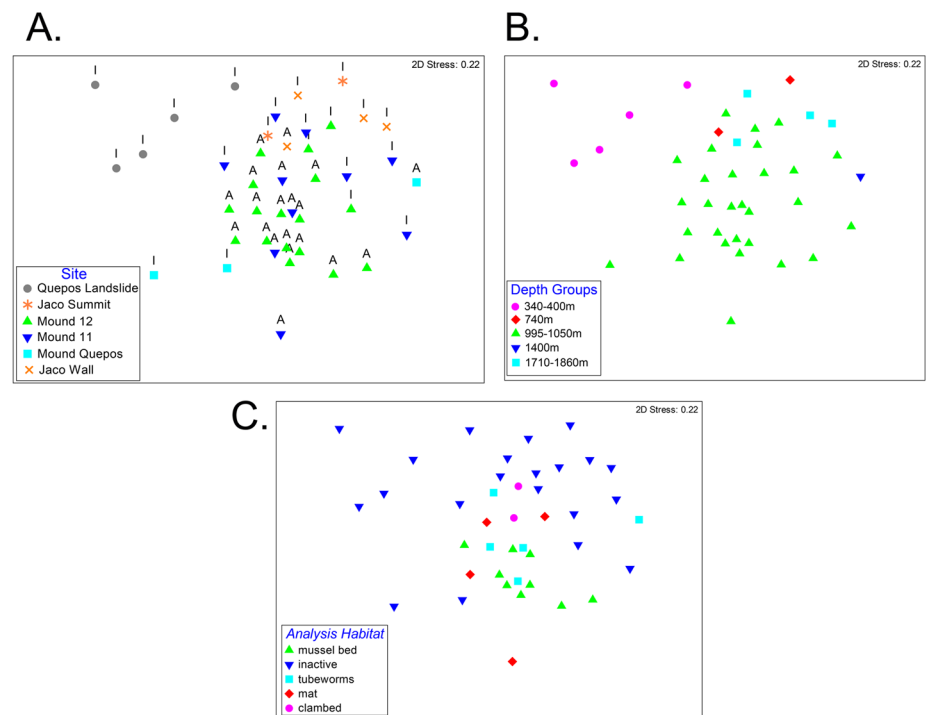 A.
2D Stress: 0.22
I
I
I
I
I
I
I
I
I
I
I
I
I
I
A
A
I
I
I
I
A
A
A
I
A
A
A
A
A
I
I
A
A
A
A
A
A
A
I
I
A
Site
Quepos Landslide
Jaco Summit
Mound 12
Mound 11
Mound Quepos
Jaco Wall
B.
2D Stress: 0.22
Depth Groups
340-400m
740m
995-1050m
1400m
1710-1860m
C.
2D Stress: 0.22
Analysis Habitat
mussel bed
inactive
tubeworms
mat
clambed